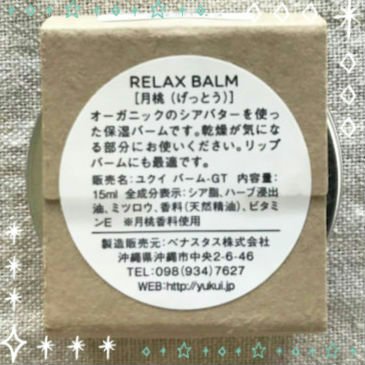 RELAX BALM
［月桃（げっとう）］
オーガニックのシアバターを使っ
た保湿バームです。乾燥が気にな
る部分にお使いください。リップ
バームにも最適です。
販売名：ユクイ バーム-GT 内容量：
15ml 全成分表示：シア脂、ハーブ浸出
油、ミツロウ、香料（天然精油）、ビタミ
ンE ※月桃香料使用
製造販売元：ベナスタス株式会社
沖縄県沖縄市中央2-6-46
TEL：098（934）7627
WEB：http://yukui.jp